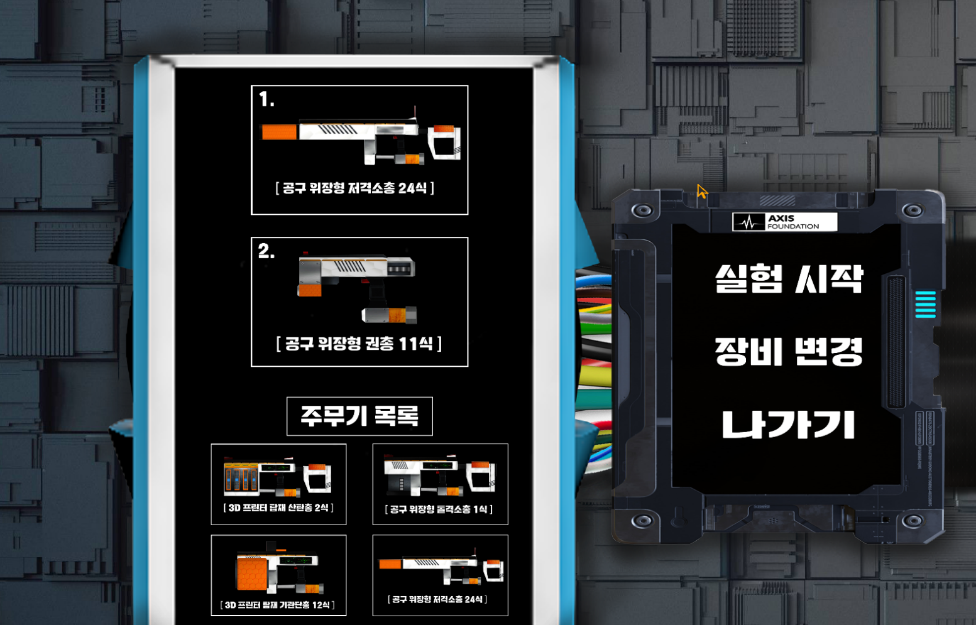 1.
[ 공구 위장형 저격소총 24식 ]
2.
[ 공구 위장형 권총 11식 ]
주무기 목록
[ 3D 프린터 탑재 산탄총 2식 ]
[ 공구 위장형 돌격소총 1식 ]
[ 3D 프린터 탑재 기관단총 12식 ]
[ 공구 위장형 저격소총 24식 ]
AXIS
FOUNDATION
실험 시작
장비 변경
나가기